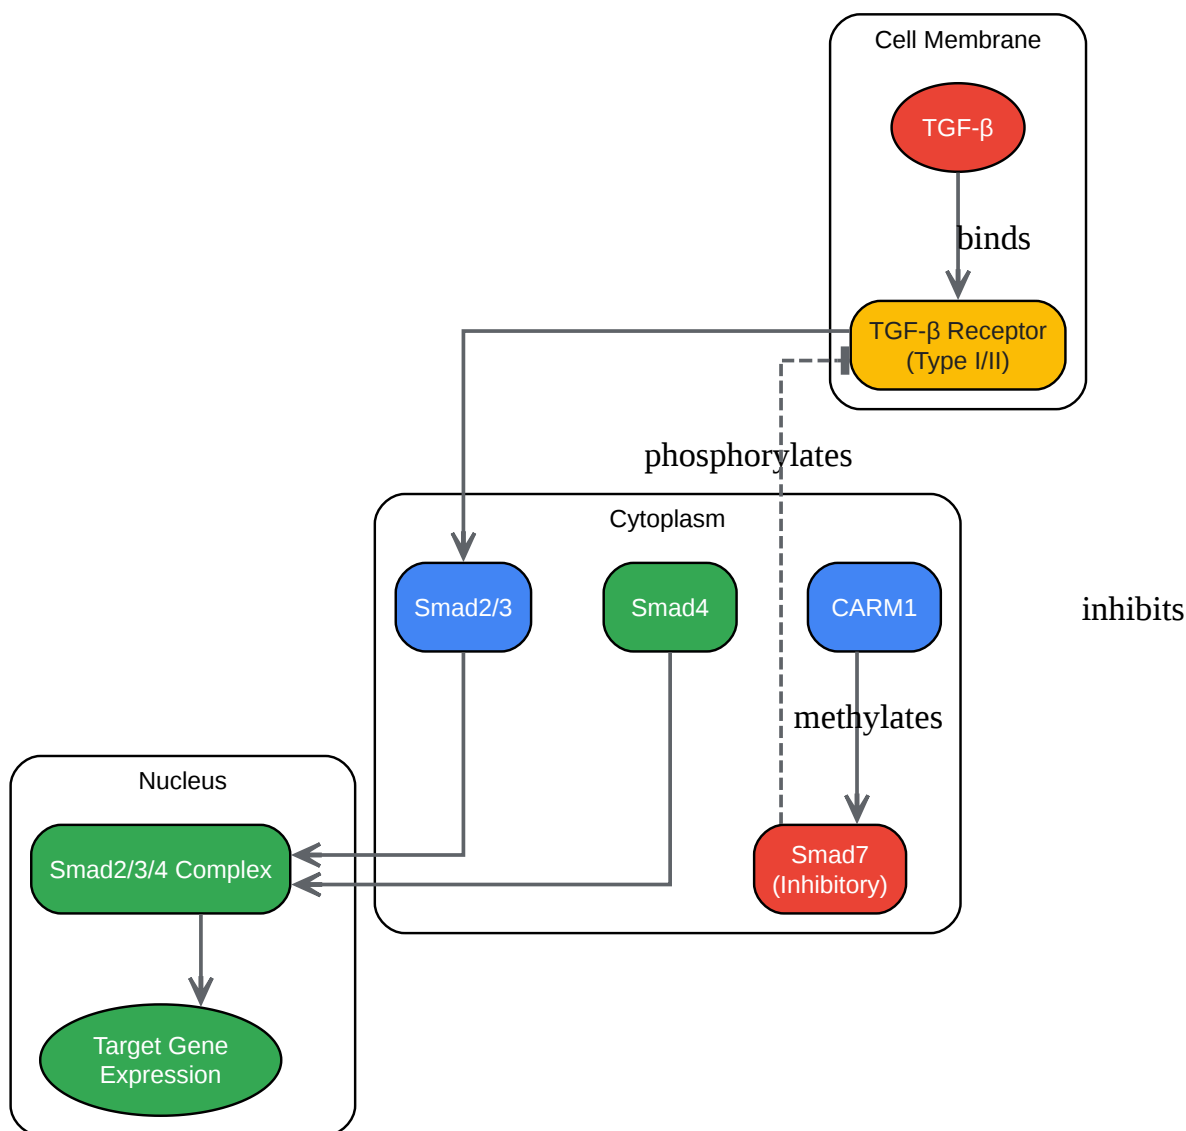 Cell Membrane
TGF-β
binds
TGF-β Receptor
(Type I/II)
phosphorylates
Cytoplasm
Smad2/3
Smad4
CARM1
inhibits
methylates
Nucleus
Smad2/3/4 Complex
Smad7
(Inhibitory)
Target Gene
Expression